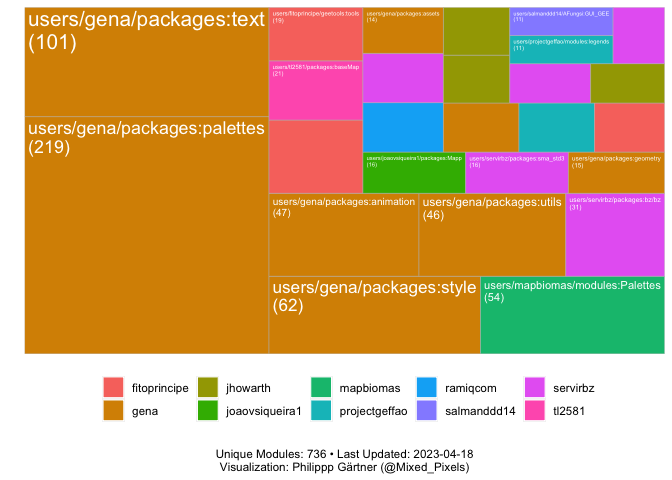 users/gena/packages:text
(101)
users/gena/packages:palettes
(219)
users/fitoprincipe/geetools:tools
(19)
users/tl2581/packages:baseMap
(21)
users/gena/packages:assets
(14)
users/salmanddd14/AFungi:GUI_GEE
(11)
users/projectgeffao/modules:legends
(11)
users/joaovsiqueira1/packages:Mapp
(16)
users/servirbz/packages:sma_st03
(16)
users/gena/packages:geometry
(15)
users/gena/packages:animation
(47)
users/gena/packages:utils
(46)
users/servirbz/packages:bz/bz
(31)
users/gena/packages:style
(62)
users/mapbiomas/modules:Palettes
(54)
fitoprincipe
jhowarth
mapbiomas
ramiqcom
servirbz
gena
joaovsiqueira1
projectgeffao
salmanddd14
tl2581
Unique Modules: 736 • Last Updated: 2023-04-18
Visualization: Philippp Gärtner (@Mixed_Pixels)